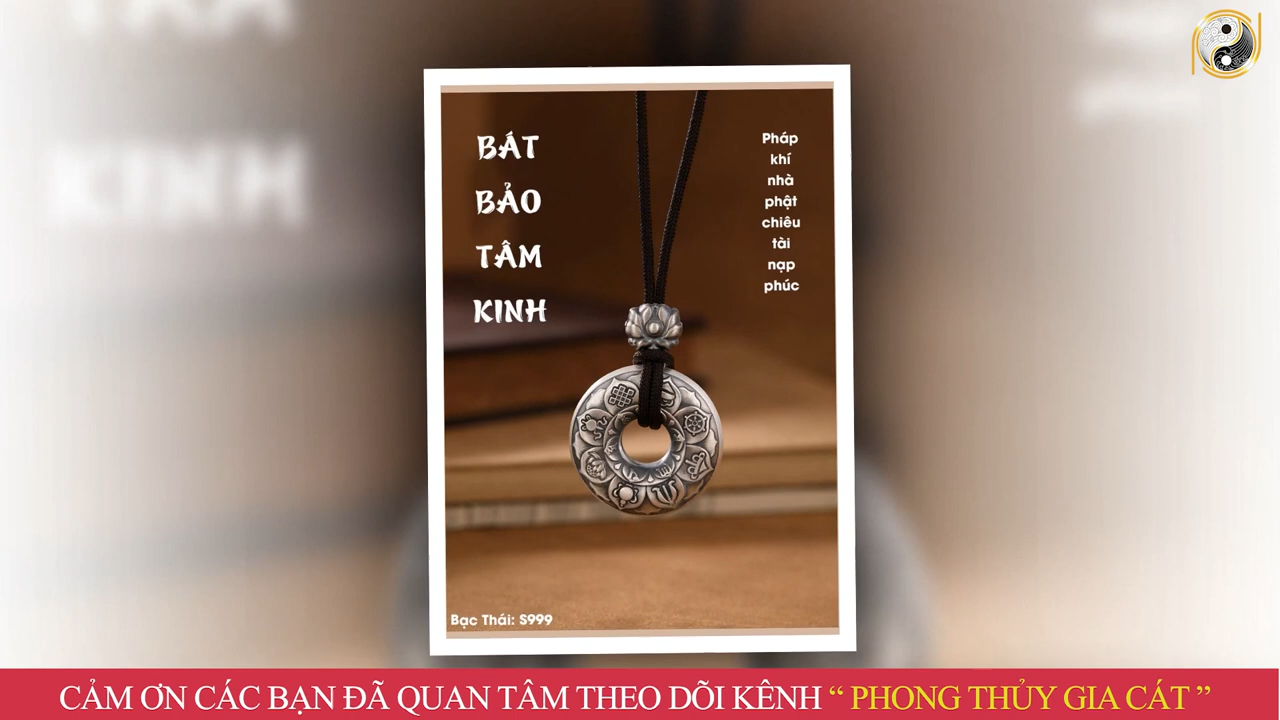 BÁT
BẢO
TÂM
KINH
Pháp
khí
nhà
phật
chiêu
tài
nạp
phúc
Bạc Thái: S999
CẢM ƠN CÁC BẠN ĐÃ QUAN TÂM THEO DÕI KÊNH “ PHONG THỦY GIA CÁT ”